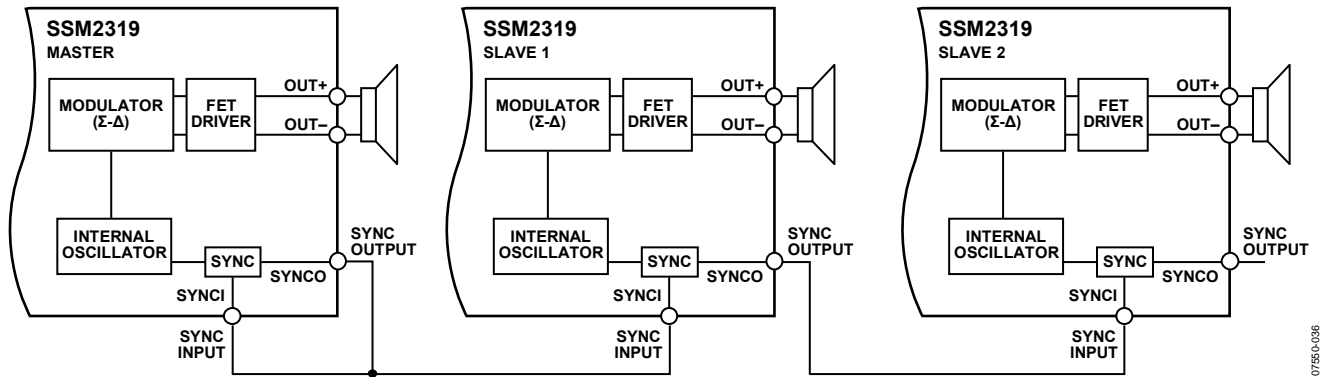 SSM2319
MASTER
MODULATOR
(Σ-Δ)
FET
DRIVER
OUT+
OUT–
INTERNAL
OSCILLATOR
SYNC
SYNCO
SYNC
OUTPUT
SYNCI
SYNC
INPUT
SSM2319
SLAVE 1
MODULATOR
(Σ-Δ)
FET
DRIVER
OUT+
OUT–
INTERNAL
OSCILLATOR
SYNC
SYNCO
SYNC
OUTPUT
SYNCI
SYNC
INPUT
SSM2319
SLAVE 2
MODULATOR
(Σ-Δ)
FET
DRIVER
OUT+
OUT–
INTERNAL
OSCILLATOR
SYNC
SYNCO
SYNC
OUTPUT
SYNCI
SYNC
INPUT
07550-036